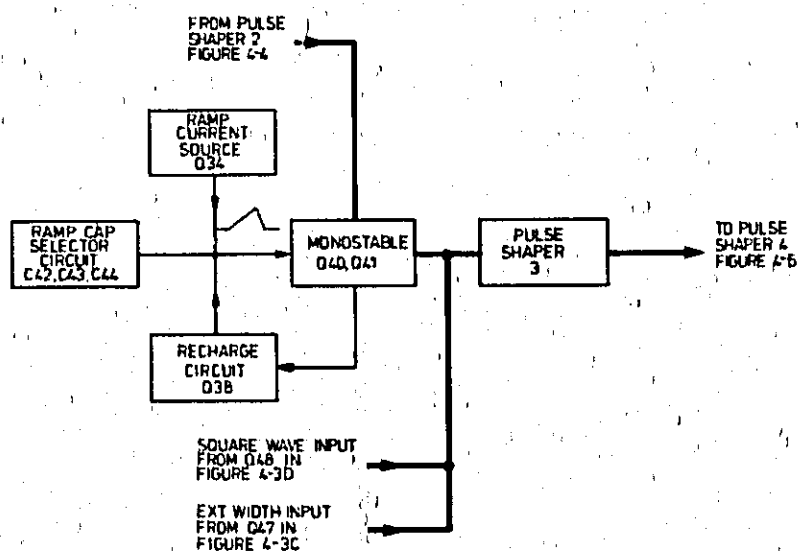 FROM PULSE
SHAPER 2
FIGURE 4-4
RAMP
CURRENT
SOURCE
Q34
RAMP CAP
SELECTOR
CIRCUIT
C42,C43,C44
MONOSTABLE
Q40,Q41
PULSE
SHAPER
3
TO PULSE
SHAPER 4
FIGURE 4-6
RECHARGE
CIRCUIT
Q38
SQUARE WAVE INPUT
FROM Q48 IN
FIGURE 4-3D
EXT WIDTH INPUT
FROM Q47 IN
FIGURE 4-3C